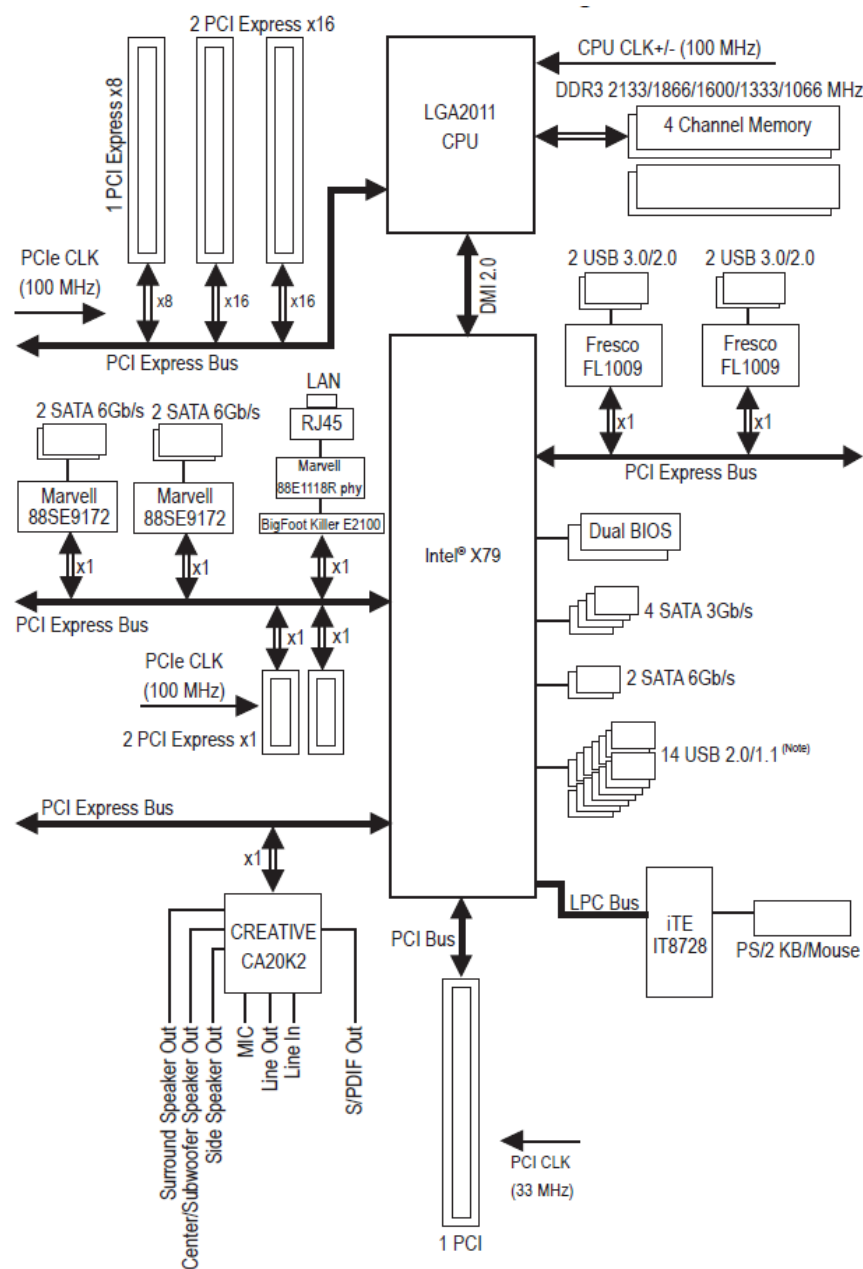 2 PCI Express x16
1 PCI Express x8
LGA2011
CPU
CPU CLK+/- (100 MHz)
DDR3 2133/1866/1600/1333/1066 MHz
4 Channel Memory
PCIe CLK
(100 MHz)
x8
x16
x16
PCI Express Bus
DMI 2.0
2 USB 3.0/2.0
2 USB 3.0/2.0
Fresco
FL1009
Fresco
FL1009
x1
x1
PCI Express Bus
LAN
RJ45
2 SATA 6Gb/s
2 SATA 6Gb/s
Marvell
88E1118R phy
Marvell
88SE9172
Marvell
88SE9172
BigFoot Killer E2100
x1
x1
x1
PCI Express Bus
x1
x1
PCIe CLK
(100 MHz)
2 PCI Express x1
Intel® X79
Dual BIOS
4 SATA 3Gb/s
2 SATA 6Gb/s
14 USB 2.0/1.1 (Note)
PCI Express Bus
x1
CREATIVE
CA20K2
Surround Speaker Out
Center/Subwoofer Speaker Out
Side Speaker Out
MIC
Line Out
Line In
S/PDIF Out
PCI Bus
LPC Bus
iTE
IT8728
PS/2 KB/Mouse
PCI CLK
(33 MHz)
1 PCI